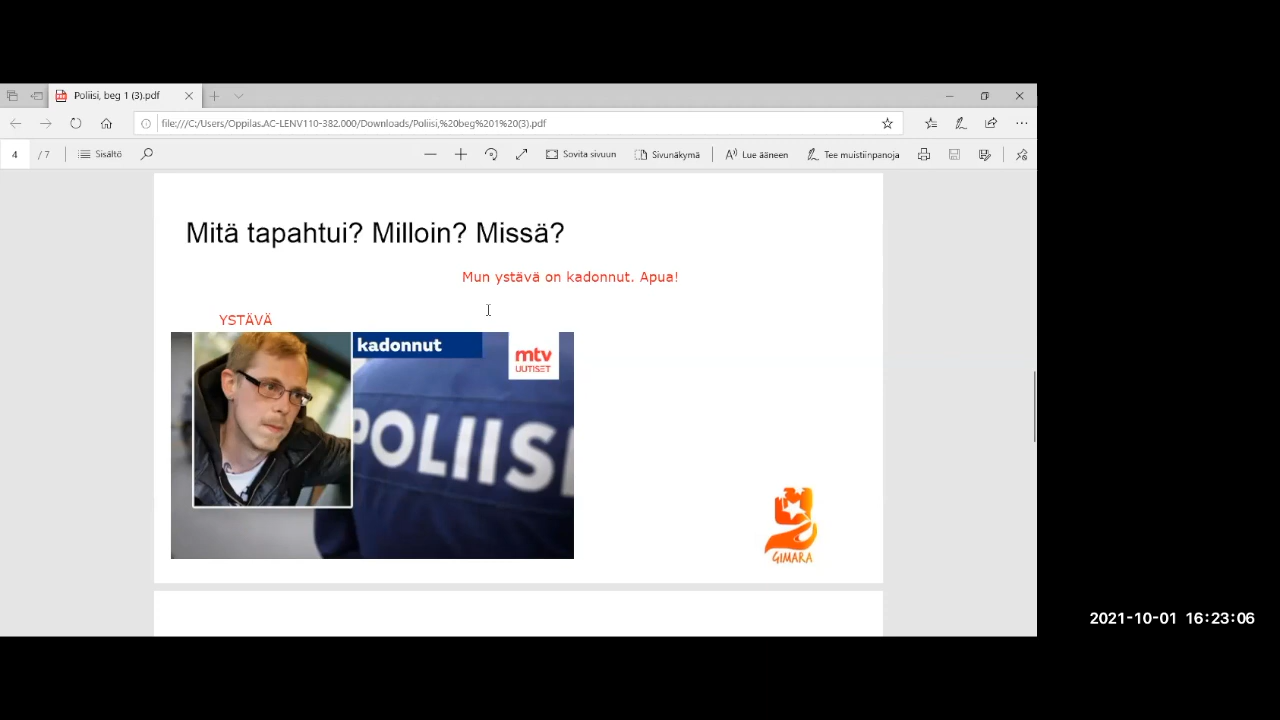 Poliisi, beg 1 (3).pdf
file:///C:/Users/Oppilas.AC-LENV110-382.000/Downloads/Poliisi,%20beg%201%20(3).pdf
4 /7 Sisältö Sovita sivuun Sivunäkymä Lue ääneen Tee muistiinpanoja
Mitä tapahtui? Milloin? Missä?
Mun ystävä on kadonnut. Apua!
YSTÄVÄ
kadonnut
mtv
UUTISET
POLIISI
GIMARA
2021-10-01 16:23:06